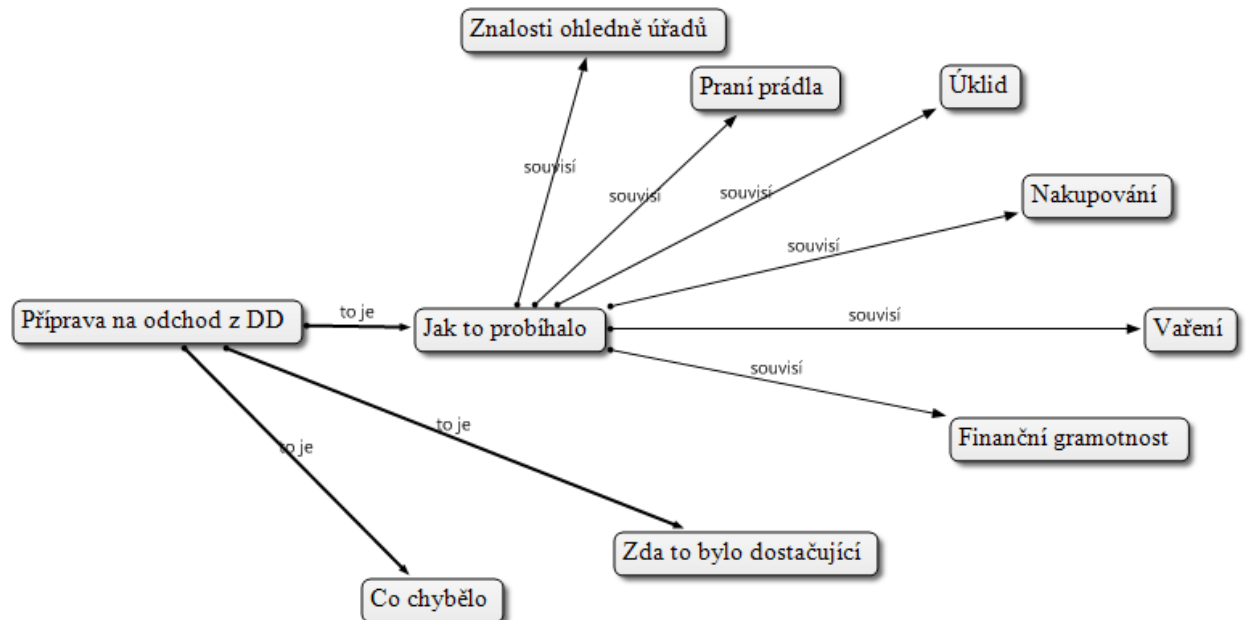 Znalosti ohledně úřadů
Praní prádla
Úklid
souvisí
souvisí
souvisí
Nakupování
souvisí
Příprava na odchod z DD
to je
Jak to probíhalo
souvisí
Vaření
souvisí
to je
to je
Finanční gramotnost
Zda to bylo dostačující
Co chybělo